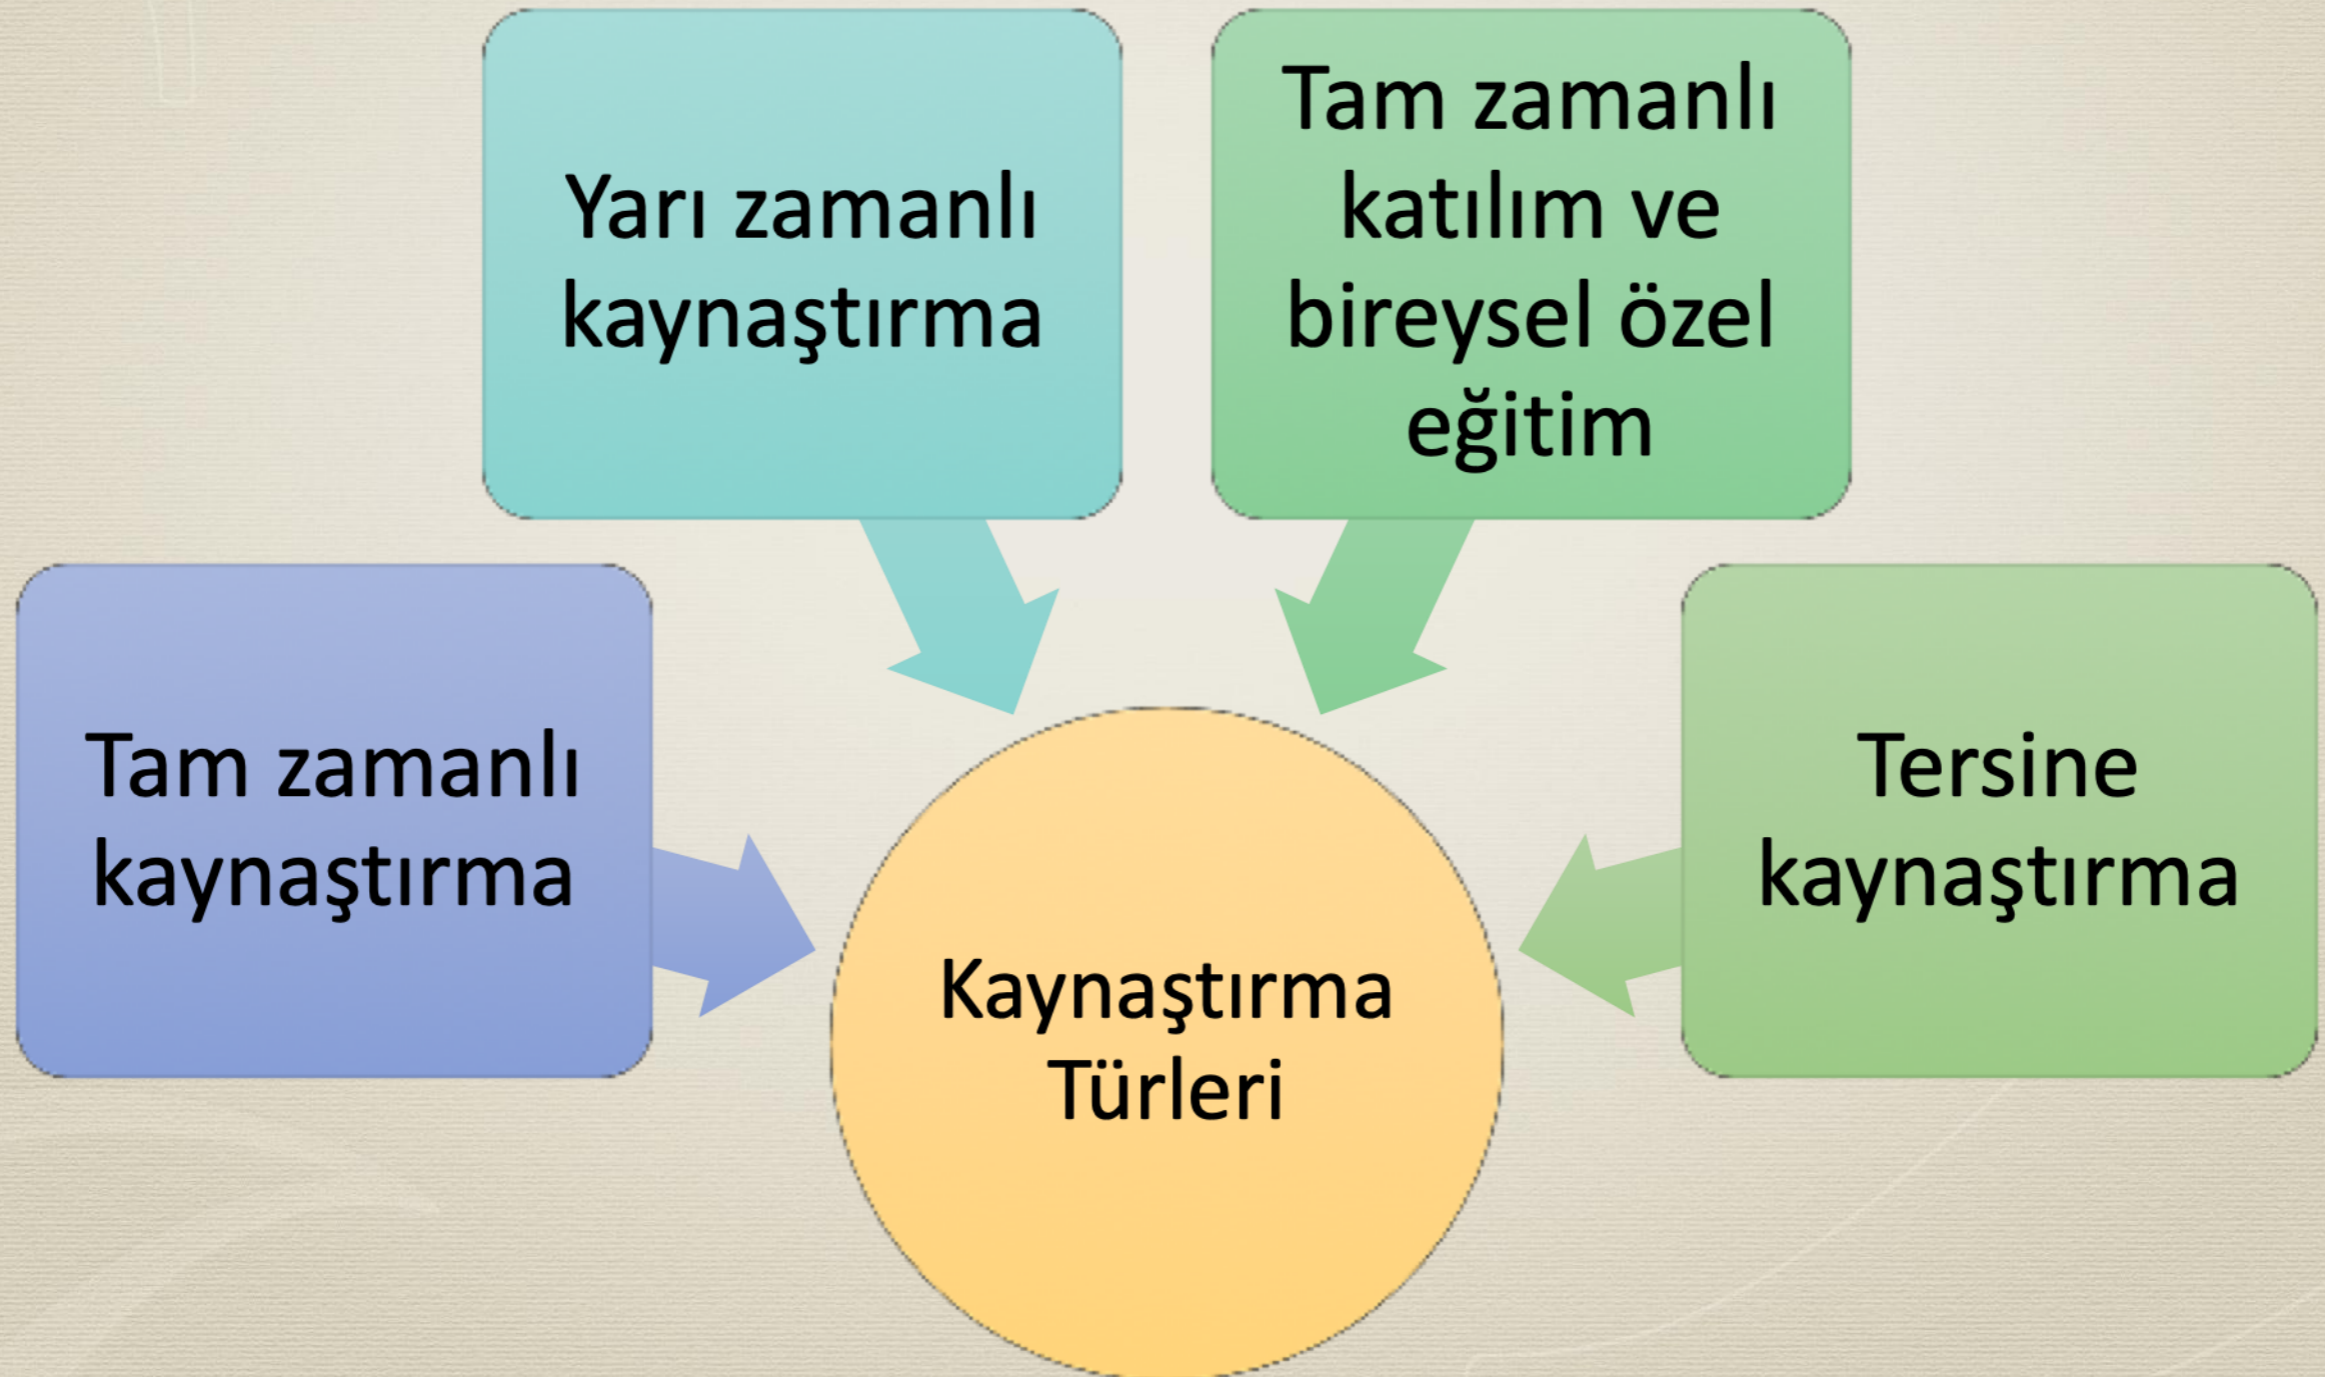 Yarı zamanlı
kaynaştırma
Tam zamanlı
katılım ve
bireysel özel
eğitim
Tam zamanlı
kaynaştırma
Tersine
kaynaştırma
Kaynaştırma
Türleri